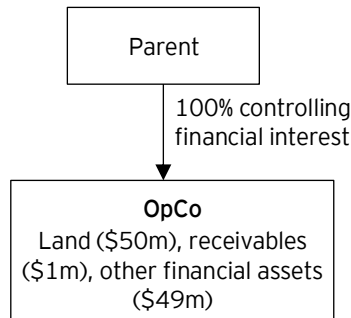 Parent
100% controlling
financial interest
OpCo
Land ($50m), receivables
($1m), other financial assets
($49m)